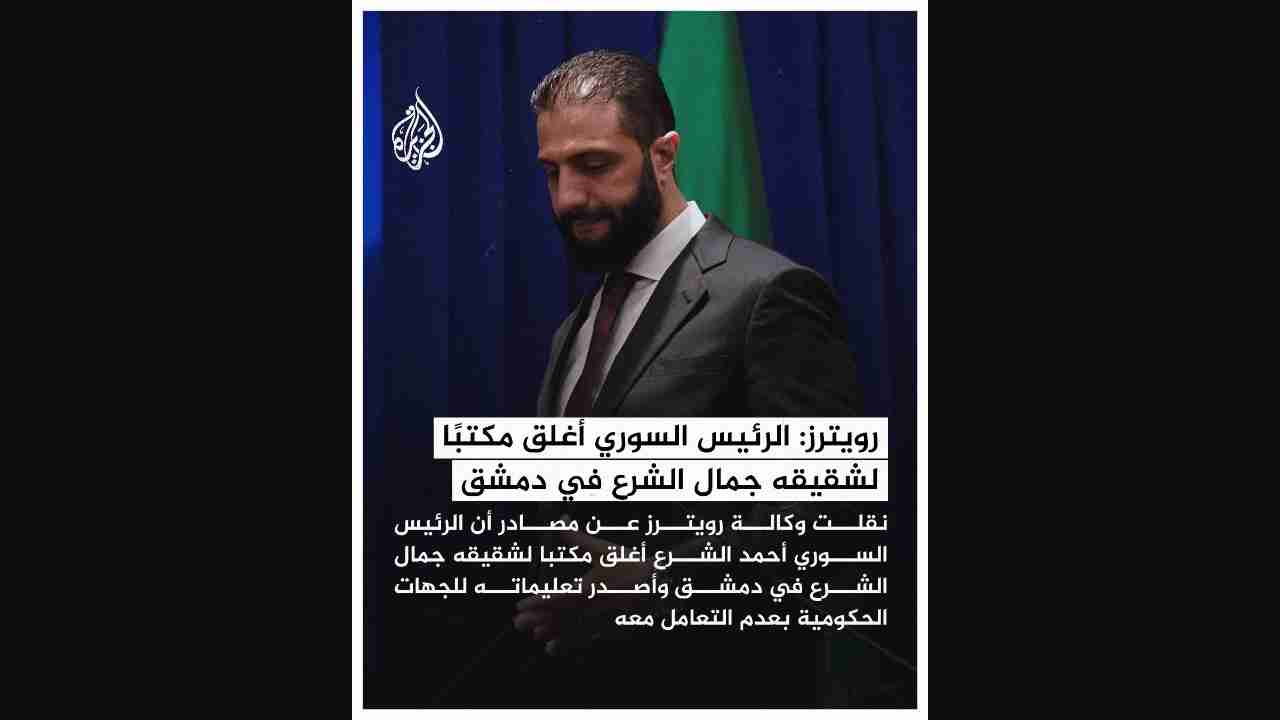 الجزيرة
رويترز: الرئيس السوري أغلق مكتبًا
لشقيقه جمال الشرع في دمشق
نقلت وكالة رويترز عن مصادر أن الرئيس
السوري أحمد الشرع أغلق مكتبا لشقيقه جمال
الشرع في دمشق وأصدر تعليماته للجهات
الحكومية بعدم التعامل معه